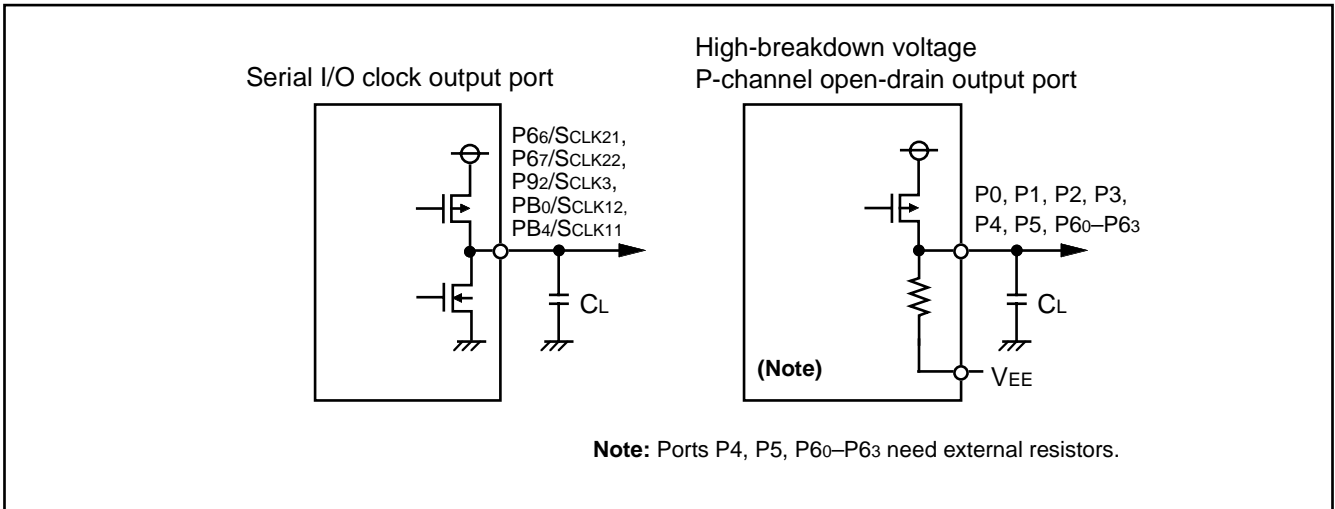 Serial I/O clock output port
P66/SCLK21,
P67/SCLK22,
P92/SCLK3,
PB0/SCLK12,
PB4/SCLK11
CL
High-breakdown voltage
P-channel open-drain output port
P0, P1, P2, P3,
P4, P5, P60–P63
CL
(Note)
VEE
Note: Ports P4, P5, P60–P63 need external resistors.